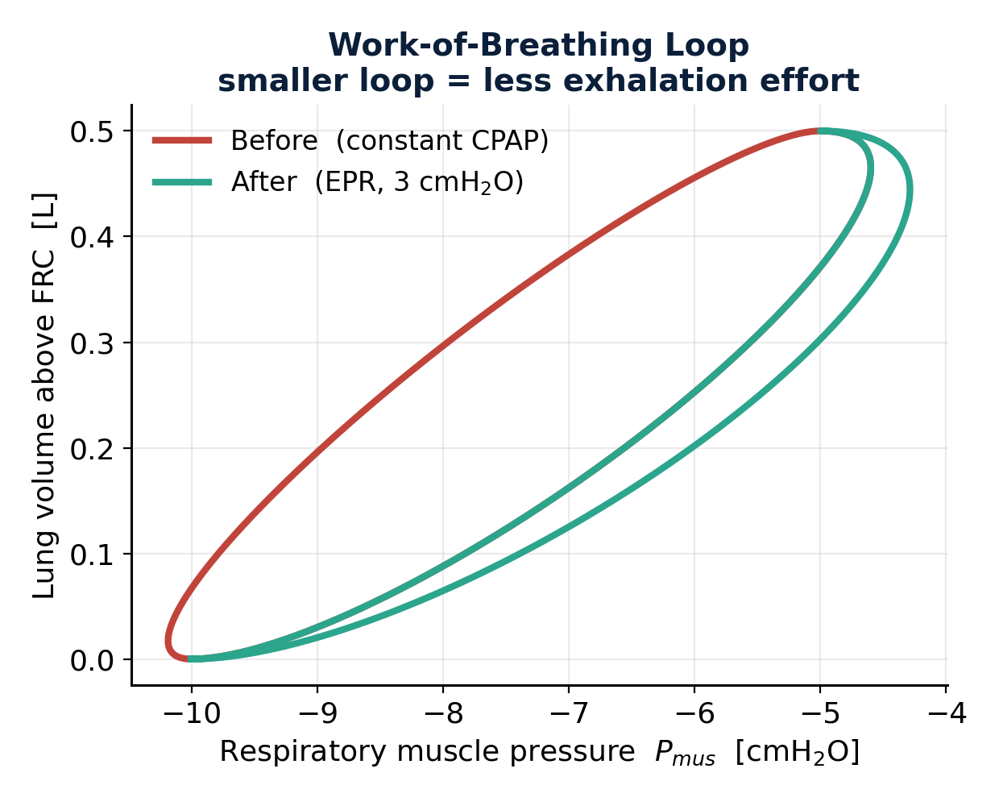 Work-of-Breathing Loop
smaller loop = less exhalation effort
Before (constant CPAP)
After (EPR, 3 cmH₂O)
Lung volume above FRC [L]
0.5
0.4
0.3
0.2
0.1
0.0
−10 −9 −8 −7 −6 −5 −4
Respiratory muscle pressure P_mus [cmH₂O]